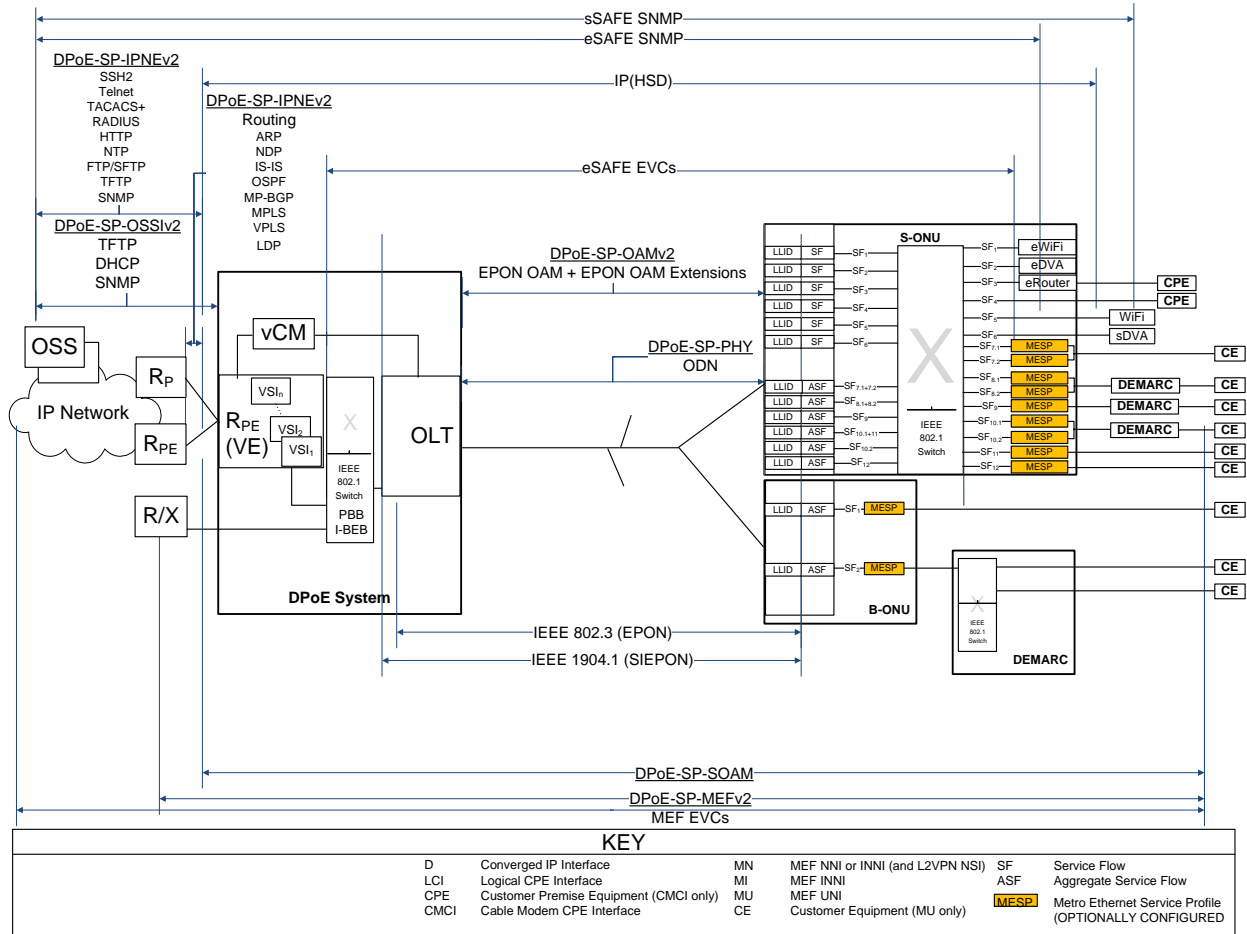 sSAFE SNMP
eSAFE SNMP
DPoE-SP-IPNEv2
SSH2
Telnet
TACACS+
RADIUS
HTTP
NTP
FTP/SFTP
TFTP
SNMP
DPoE-SP-OSSIv2
TFTP
DHCP
SNMP
IP(HSD)
DPoE-SP-IPNEv2
Routing
ARP
NDP
IS-IS
OSPF
MP-BGP
MPLS
VPLS
LDP
eSAFE EVCs
DPoE-SP-OAMv2
EPON OAM + EPON OAM Extensions
DPoE-SP-PHY
ODN
OSS
IP Network
RP
RPE
R/X
vCM
RPE
(VE)
VSIn
VSI2
VSI1
X
IEEE
802.1
Switch
PBB
I-BEB
OLT
DPoE System
S-ONU
LLID SF SF1
LLID SF SF2
LLID SF SF3
LLID SF SF4
LLID SF SF5
LLID SF SF6
LLID ASF SF7.1+7.2
LLID ASF SF8.1+8.2
LLID ASF SF9
LLID ASF SF10.1+11
LLID ASF SF10.2
LLID ASF SF12
X
IEEE
802.1
Switch
SF1 eWiFi
SF2 eDVA
SF3 eRouter CPE
SF4 CPE
SF5 WiFi
SF6 sDVA
SF7.1 MESP
SF7.2 MESP
CE
SF8.1 MESP
SF8.2 MESP
DEMARC CE
SF9 MESP DEMARC CE
SF10.1 MESP
SF10.2 MESP
DEMARC CE
SF11 MESP CE
SF12 MESP CE
LLID ASF SF1 MESP CE
LLID ASF SF2 MESP
B-ONU
CE
CE
X
IEEE
802.1
Switch
DEMARC
IEEE 802.3 (EPON)
IEEE 1904.1 (SIEPON)
DPoE-SP-SOAM
DPoE-SP-MEFv2
MEF EVCs
KEY
D Converged IP Interface
LCI Logical CPE Interface
CPE Customer Premise Equipment (CMCI only)
CMCI Cable Modem CPE Interface
MN MEF NNI or INNI (and L2VPN NSI)
MI MEF INNI
MU MEF UNI
CE Customer Equipment (MU only)
SF Service Flow
ASF Aggregate Service Flow
MESP Metro Ethernet Service Profile
(OPTIONALLY CONFIGURED